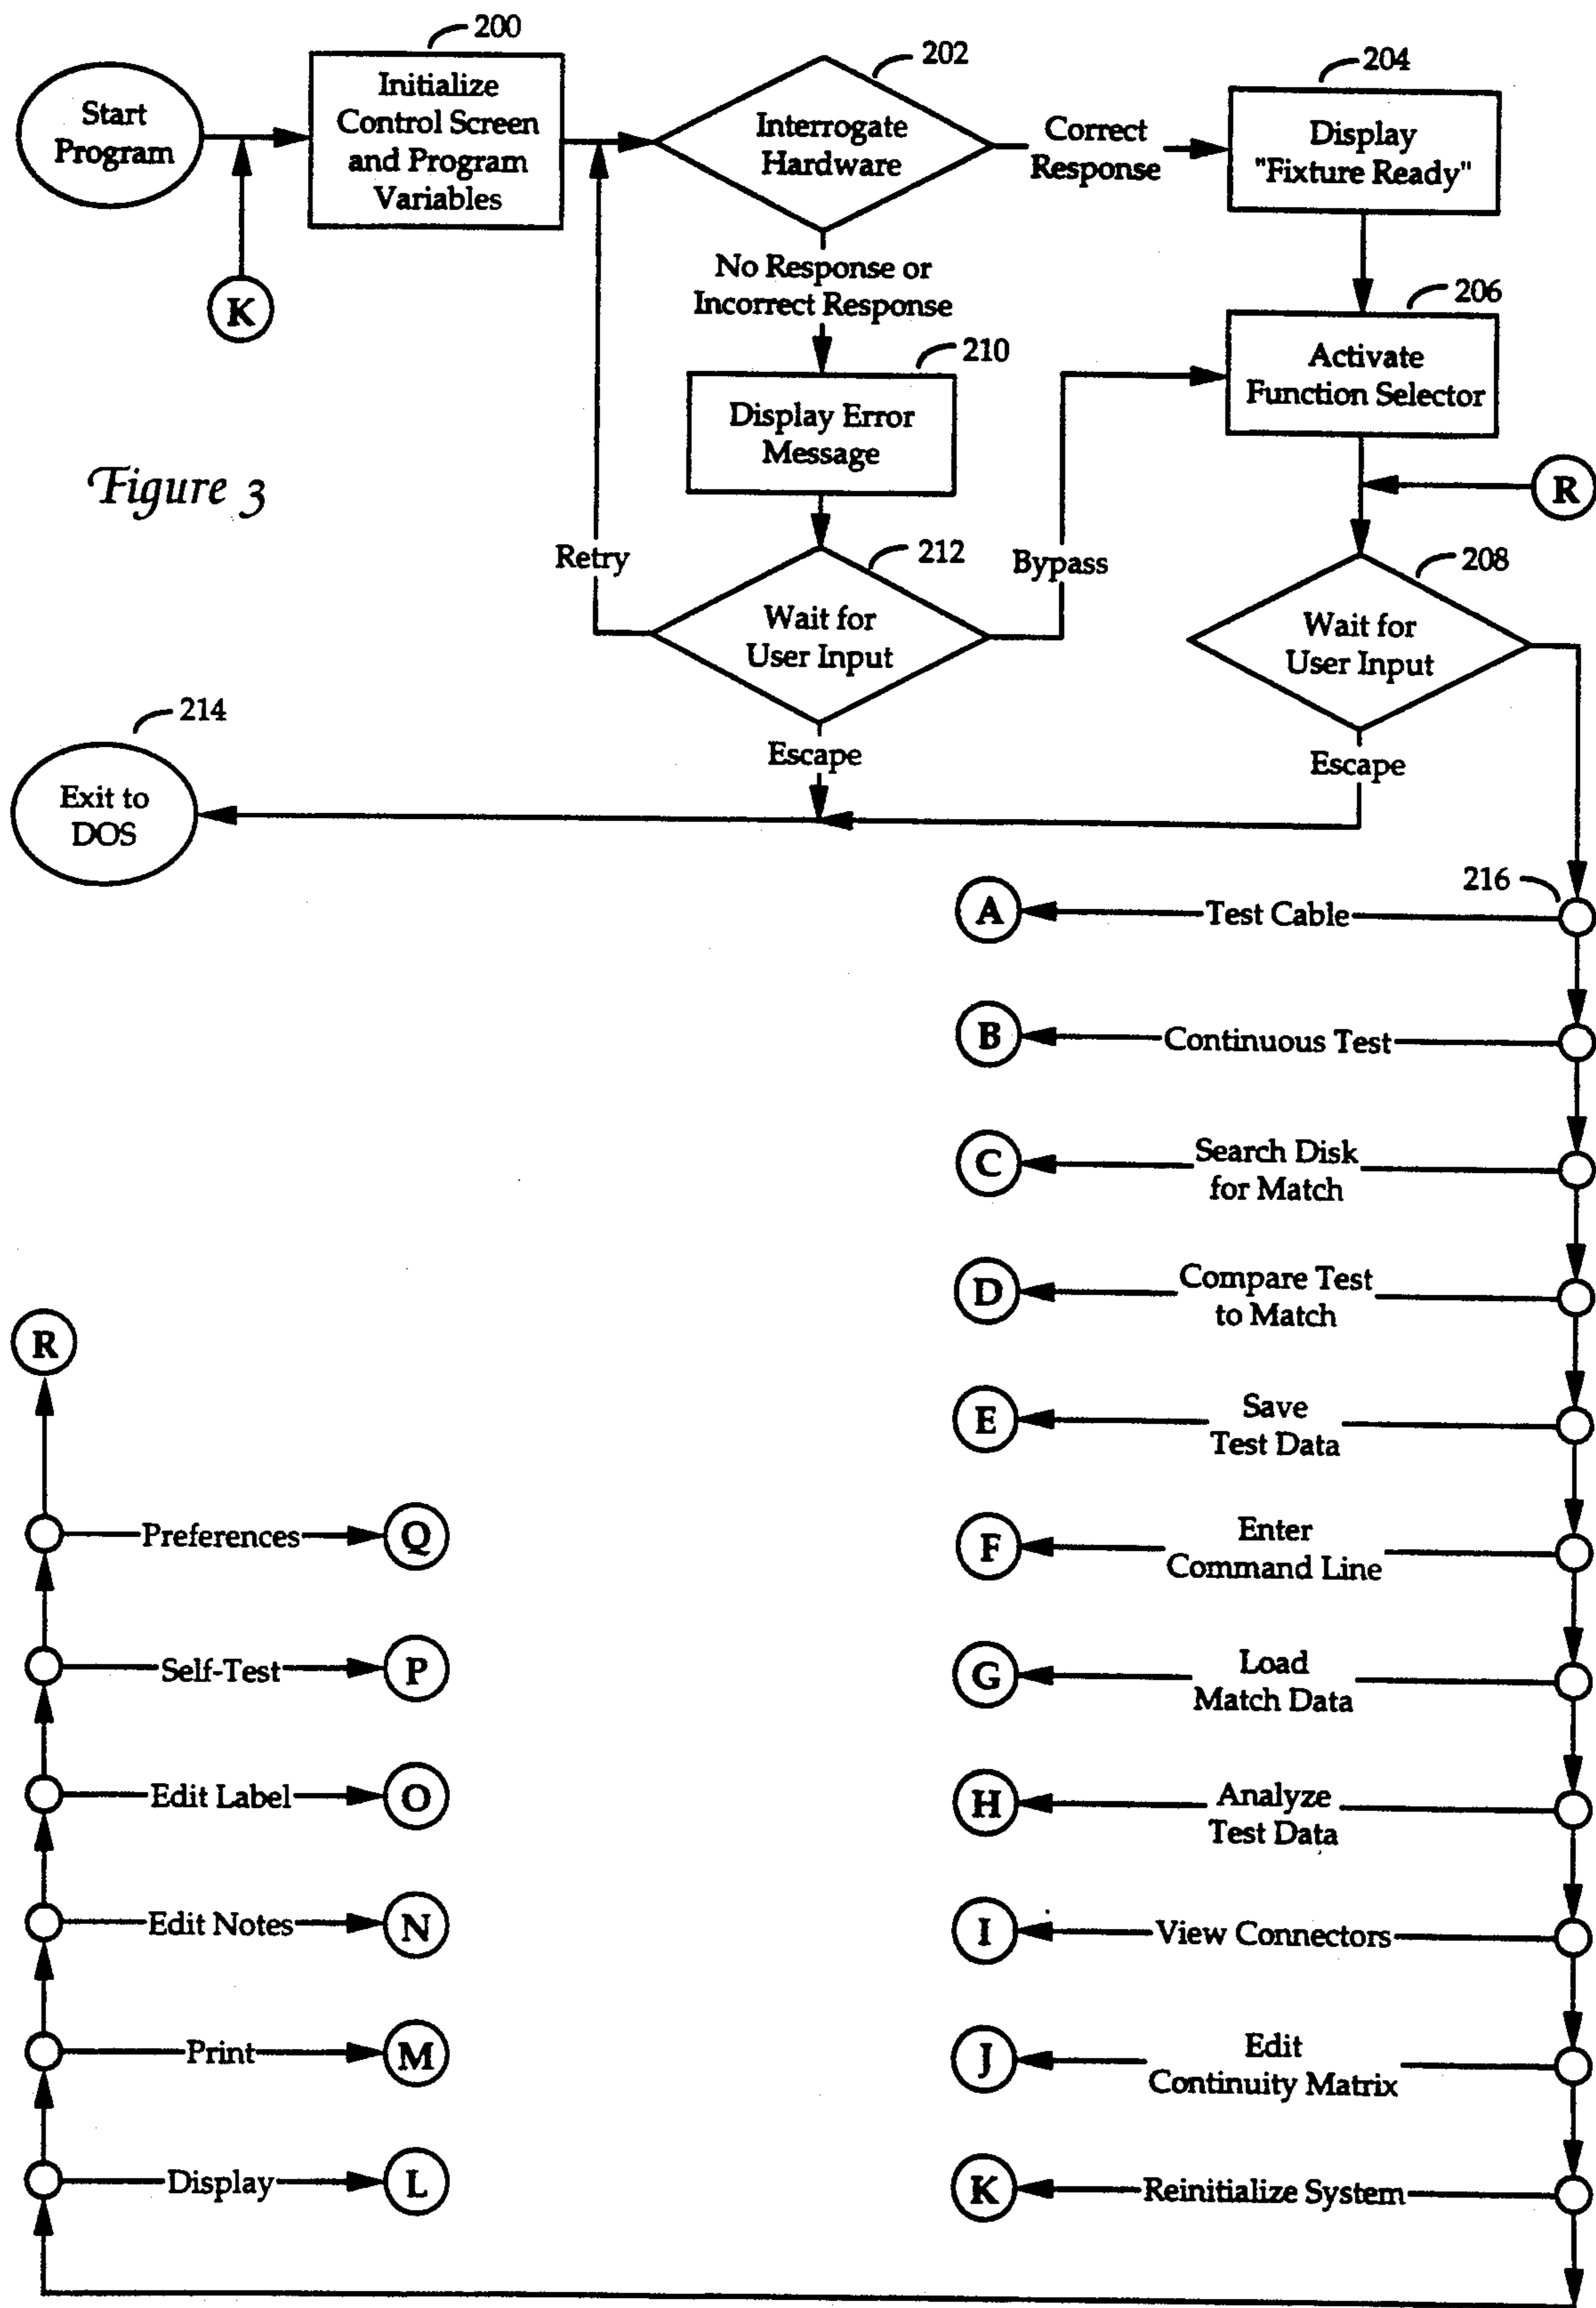 200
Start
Program
Initialize
Control Screen
and Program
Variables
202
Interrogate
Hardware
Correct
Response
204
Display
"Fixture Ready"
K
No Response or
Incorrect Response
206
Activate
Function Selector
210
Display Error
Message
Figure 3
R
Retry
212
Wait for
User Input
Bypass
208
Wait for
User Input
214
Exit to
DOS
Escape
Escape
216
A
Test Cable
B
Continuous Test
C
Search Disk
for Match
D
Compare Test
to Match
E
Save
Test Data
F
Enter
Command Line
G
Load
Match Data
H
Analyze
Test Data
I
View Connectors
J
Edit
Continuity Matrix
K
Reinitialize System
R
Preferences
Q
Self-Test
P
Edit Label
O
Edit Notes
N
Print
M
Display
L